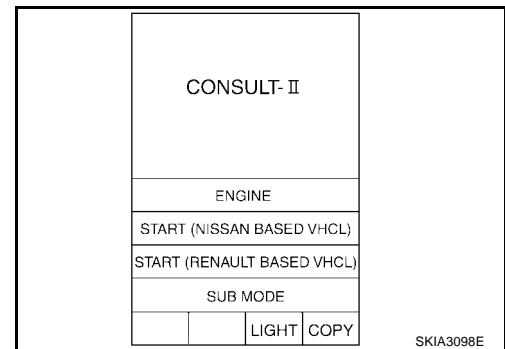 CONSULT-Ⅱ
ENGINE
START (NISSAN BASED VHCL)
START (RENAULT BASED VHCL)
SUB MODE
LIGHT COPY
SKIA3098E